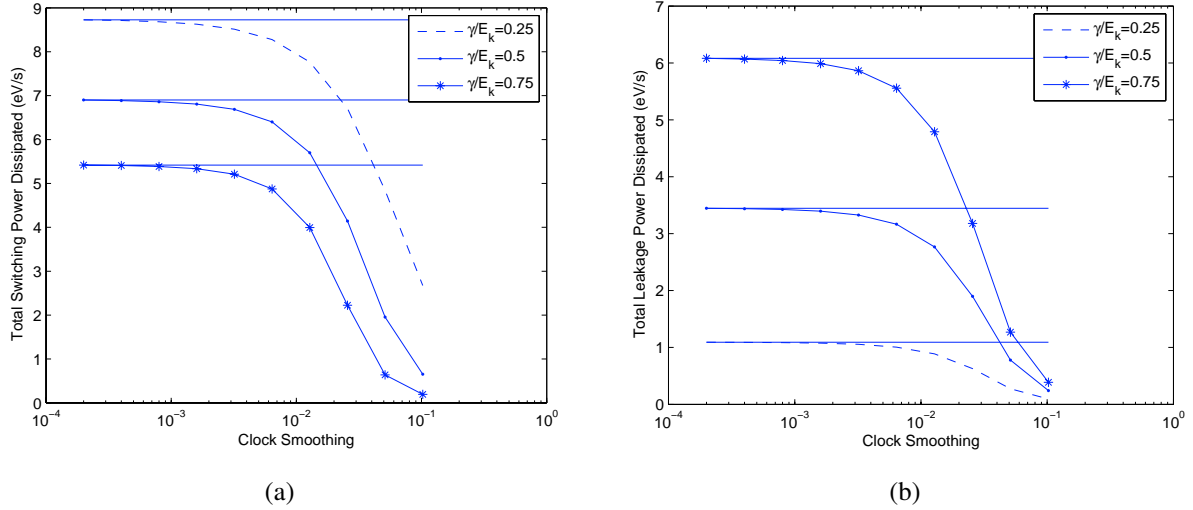 9
8
7
6
5
4
3
2
1
0
Total Switching Power Dissipated (eV/s)
γ/E_k=0.25
γ/E_k=0.5
γ/E_k=0.75
10^−4
10^−3
10^−2
10^−1
10^0
Clock Smoothing
(a)
7
6
5
4
3
2
1
0
Total Leakage Power Dissipated (eV/s)
γ/E_k=0.25
γ/E_k=0.5
γ/E_k=0.75
10^−4
10^−3
10^−2
10^−1
10^0
Clock Smoothing
(b)